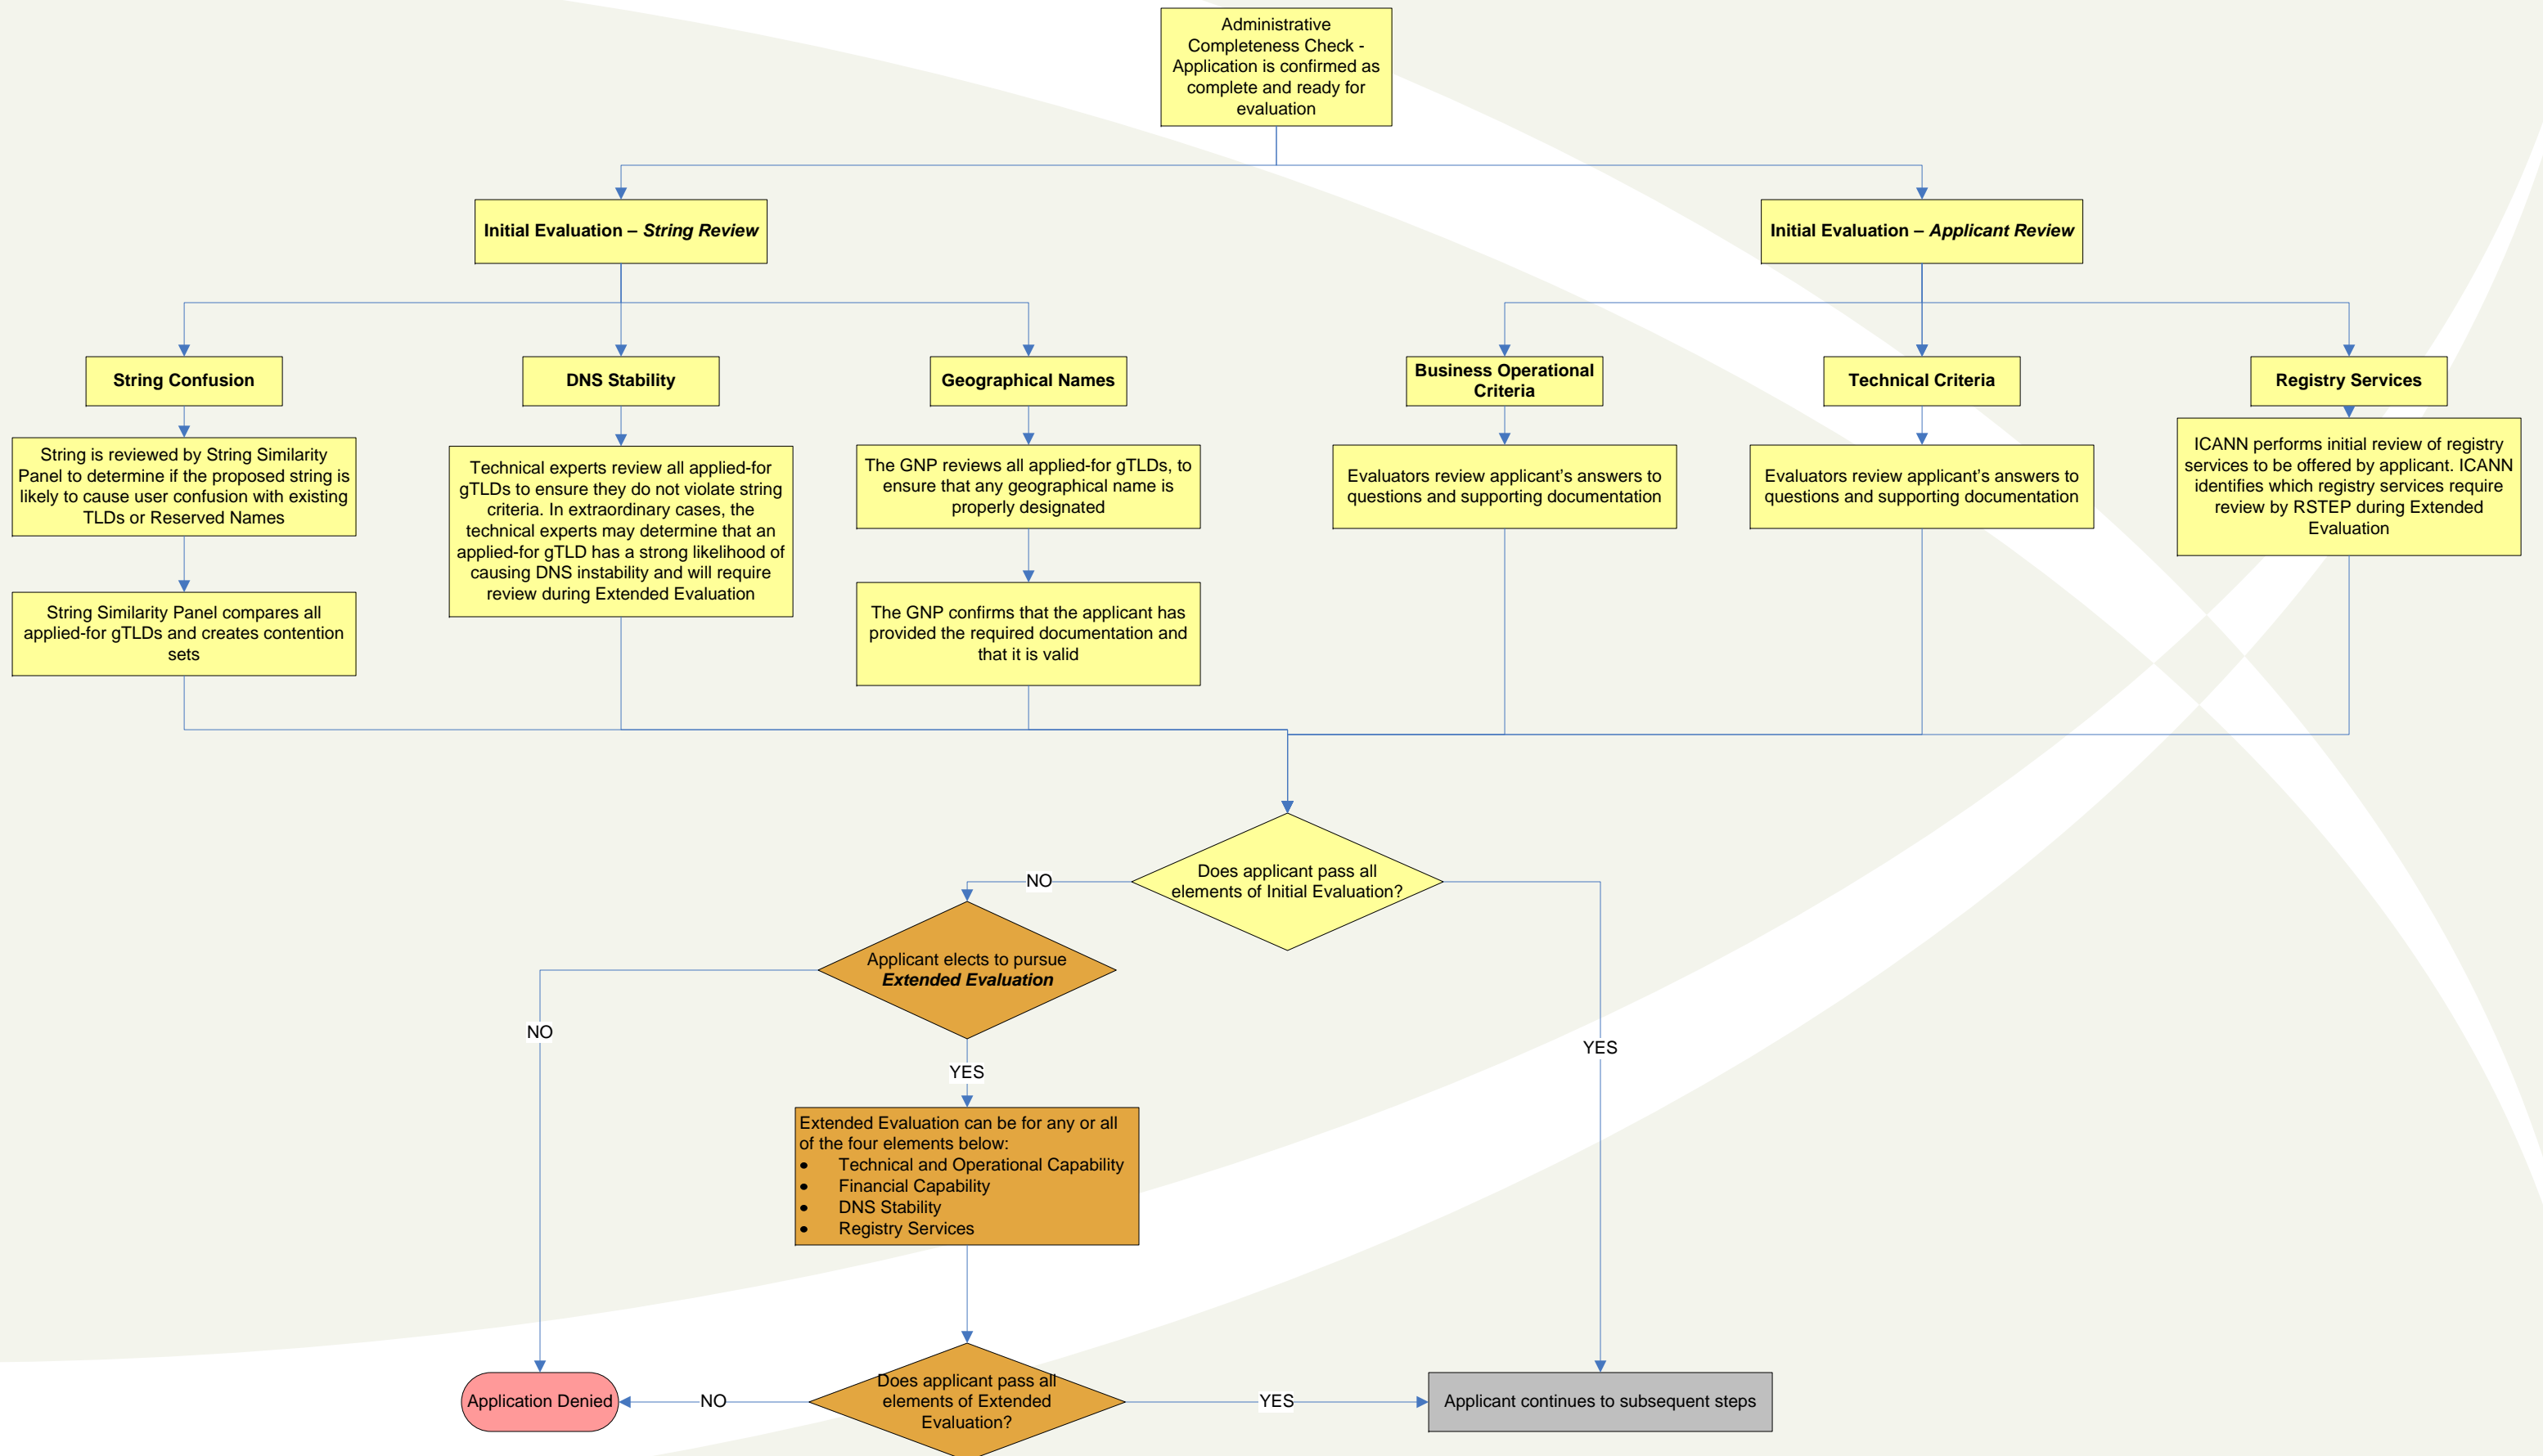 Administrative
Completeness Check -
Application is confirmed as
complete and ready for
evaluation
Initial Evaluation – String Review
Initial Evaluation – Applicant Review
String Confusion
DNS Stability
Geographical Names
Business Operational
Criteria
Technical Criteria
Registry Services
String is reviewed by String Similarity
Panel to determine if the proposed string is
likely to cause user confusion with existing
TLDs or Reserved Names
Technical experts review all applied-for
gTLDs to ensure they do not violate string
criteria. In extraordinary cases, the
technical experts may determine that an
applied-for gTLD has a strong likelihood of
causing DNS instability and will require
review during Extended Evaluation
The GNP reviews all applied-for gTLDs, to
ensure that any geographical name is
properly designated
Evaluators review applicant’s answers to
questions and supporting documentation
Evaluators review applicant’s answers to
questions and supporting documentation
ICANN performs initial review of registry
services to be offered by applicant. ICANN
identifies which registry services require
review by RSTEP during Extended
Evaluation
String Similarity Panel compares all
applied-for gTLDs and creates contention
sets
The GNP confirms that the applicant has
provided the required documentation and
that it is valid
Does applicant pass all
elements of Initial Evaluation?
NO
Applicant elects to pursue
Extended Evaluation
NO
YES
YES
Extended Evaluation can be for any or all
of the four elements below:
• Technical and Operational Capability
• Financial Capability
• DNS Stability
• Registry Services
Application Denied
NO
Does applicant pass all
elements of Extended
Evaluation?
YES
Applicant continues to subsequent steps